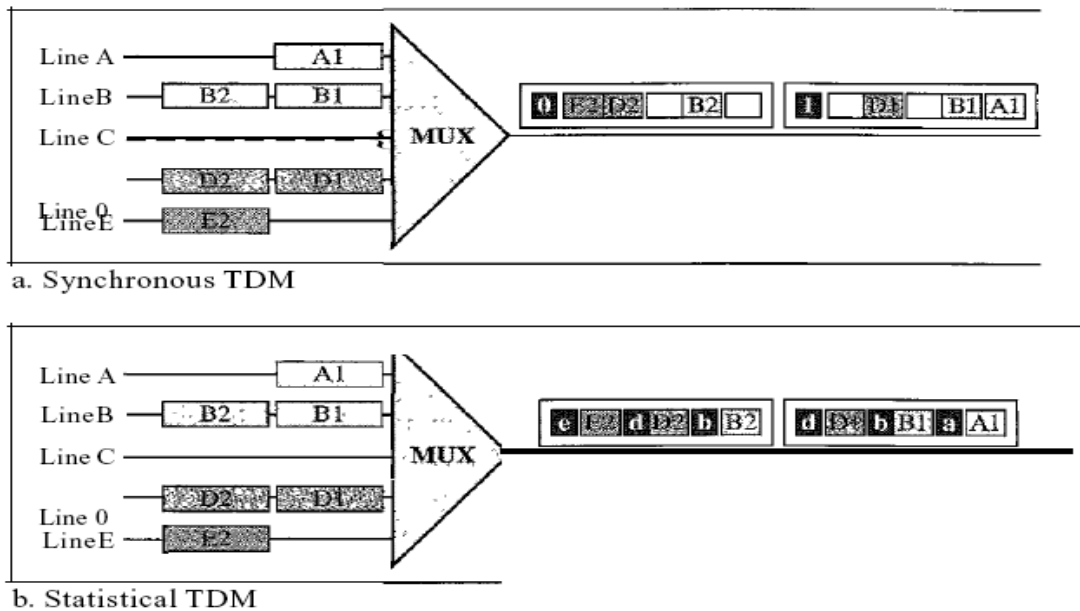 Line A A1
LineB B2 B1
0 E2 D2 B2 1 D1 B1 A1
Line C MUX
D2 D1
Line 0
LineE E2
a. Synchronous TDM
Line A A1
LineB B2 B1
e E2 d D2 b B2 d D1 b B1 a A1
Line C MUX
D2 D1
Line 0
LineE E2
b. Statistical TDM